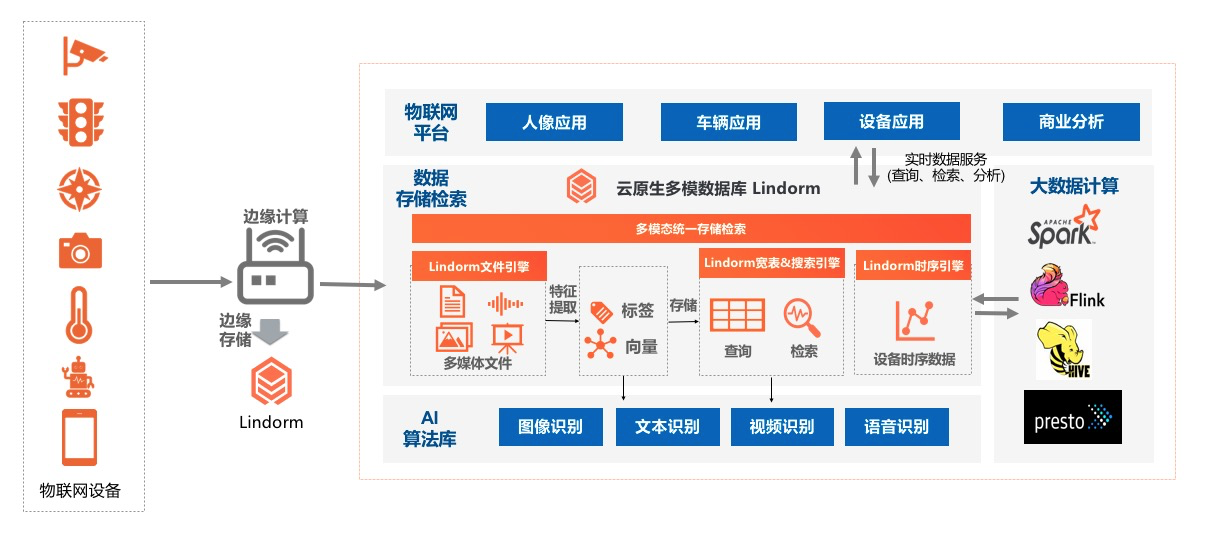 物联网设备
边缘计算
边缘
存储
Lindorm
物联网
平台
人像应用
车辆应用
设备应用
商业分析
实时数据服务
(查询、检索、分析)
数据
存储检索
云原生多模数据库 Lindorm
多模态统一存储检索
Lindorm文件引擎
多媒体文件
特征
提取
标签
向量
存储
Lindorm宽表&搜索引擎
查询
检索
Lindorm时序引擎
设备时序数据
AI
算法库
图像识别
文本识别
视频识别
语音识别
大数据计算
APACHE
Spark™
Flink
HIVE
presto